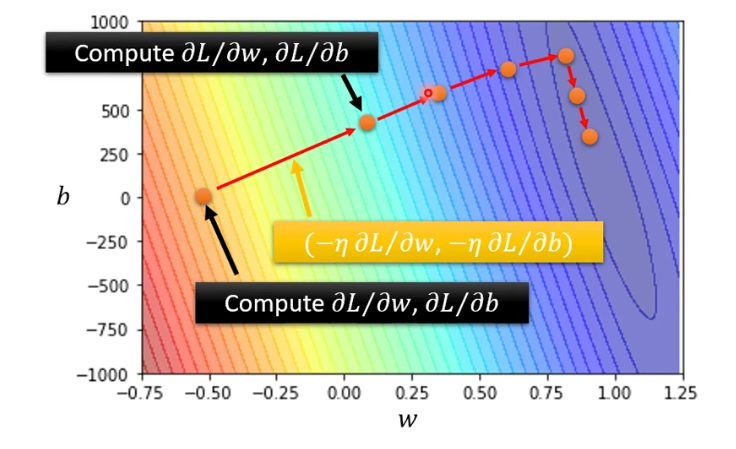 1000
Compute ∂L/∂w, ∂L/∂b
500
250
b
0
(−η ∂L/∂w, −η ∂L/∂b)
−250
−500
Compute ∂L/∂w, ∂L/∂b
−750
−1000
−0.75 −0.50 −0.25 0.00 0.25 0.50 0.75 1.00 1.25
w